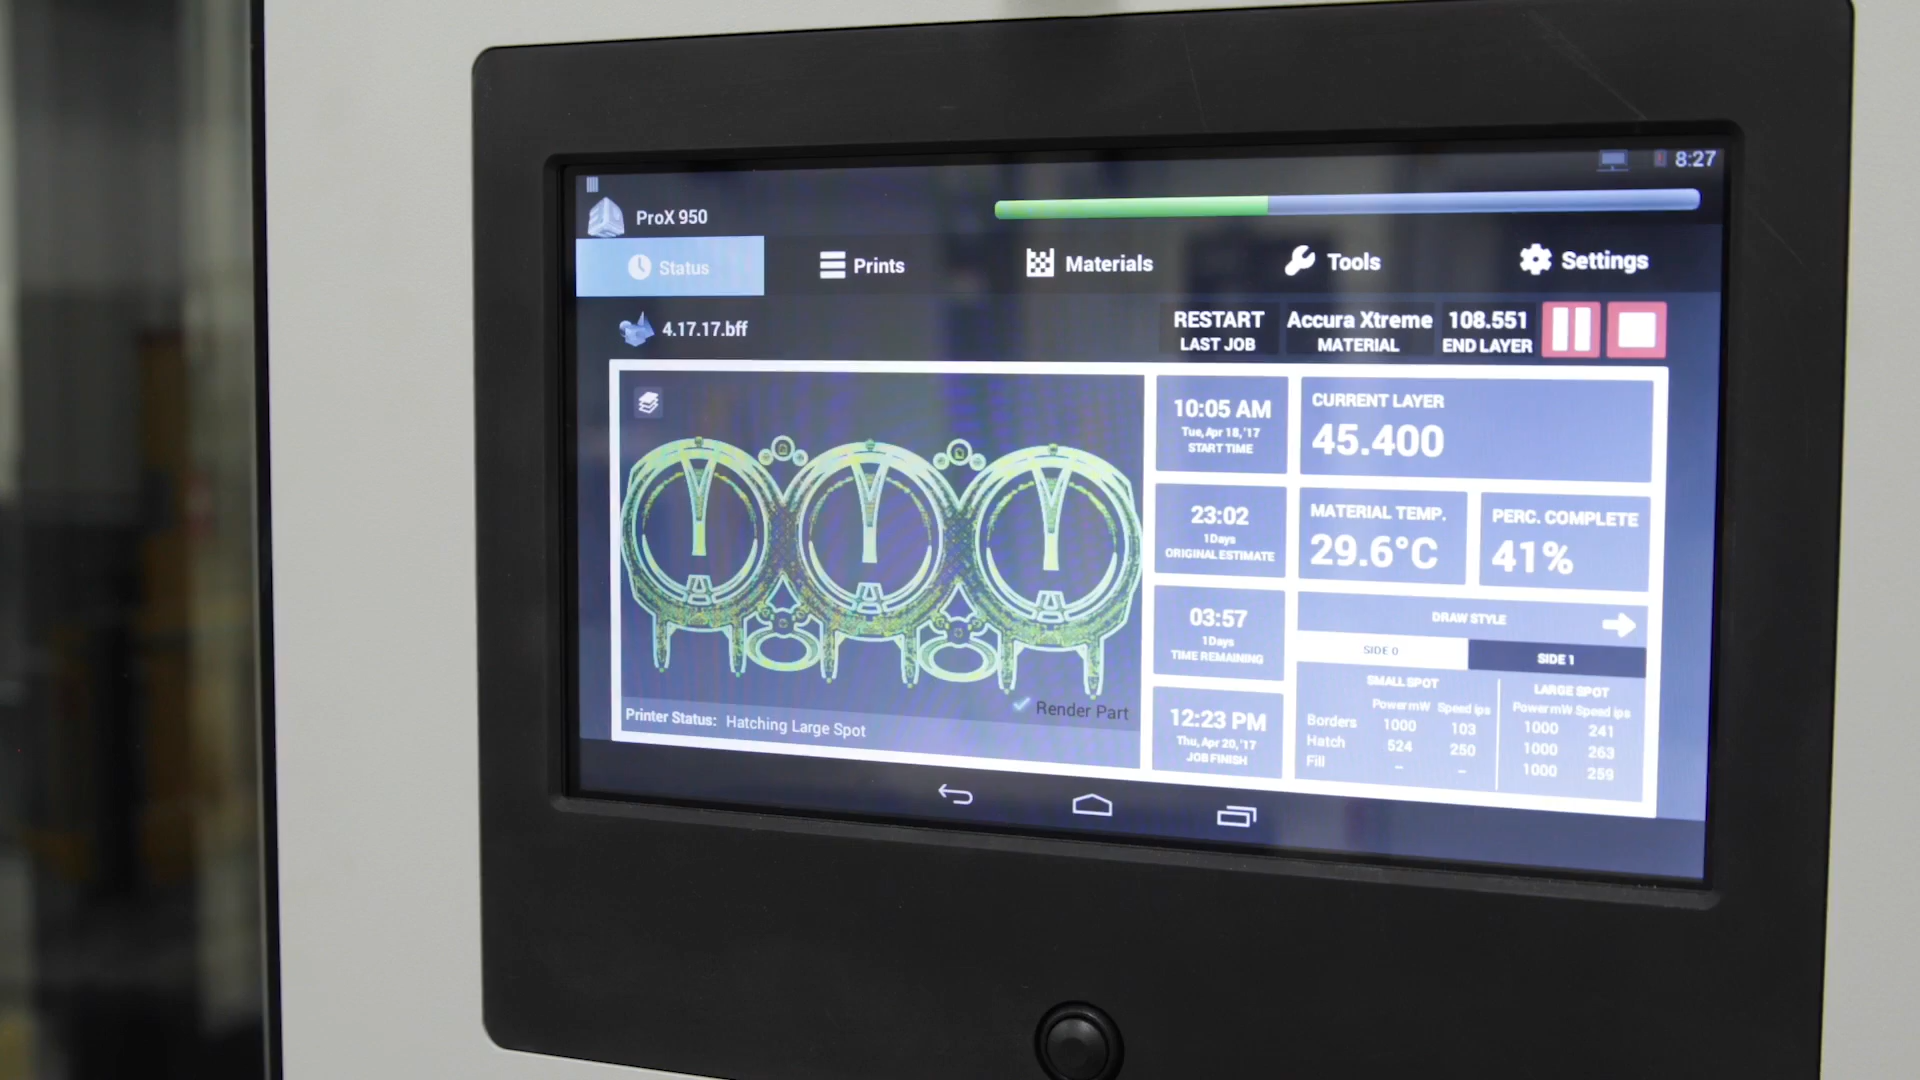 8:27
ProX 950
Status
Prints
Materials
Tools
Settings
4.17.17.bff
RESTART
LAST JOB
Accura Xtreme
MATERIAL
108.551
END LAYER
10:05 AM
Tue, Apr 18, '17
START TIME
CURRENT LAYER
45.400
23:02
1Days
ORIGINAL ESTIMATE
MATERIAL TEMP.
29.6°C
PERC. COMPLETE
41%
03:57
1Days
TIME REMAINING
DRAW STYLE
SIDE 0
SIDE 1
SMALL SPOT
LARGE SPOT
Power mW Speed ips
Power mW Speed ips
Borders 1000 103 1000 241
Hatch 524 250 1000 263
Fill – – 1000 259
12:23 PM
Thu, Apr 20, '17
JOB FINISH
Render Part
Printer Status: Hatching Large Spot